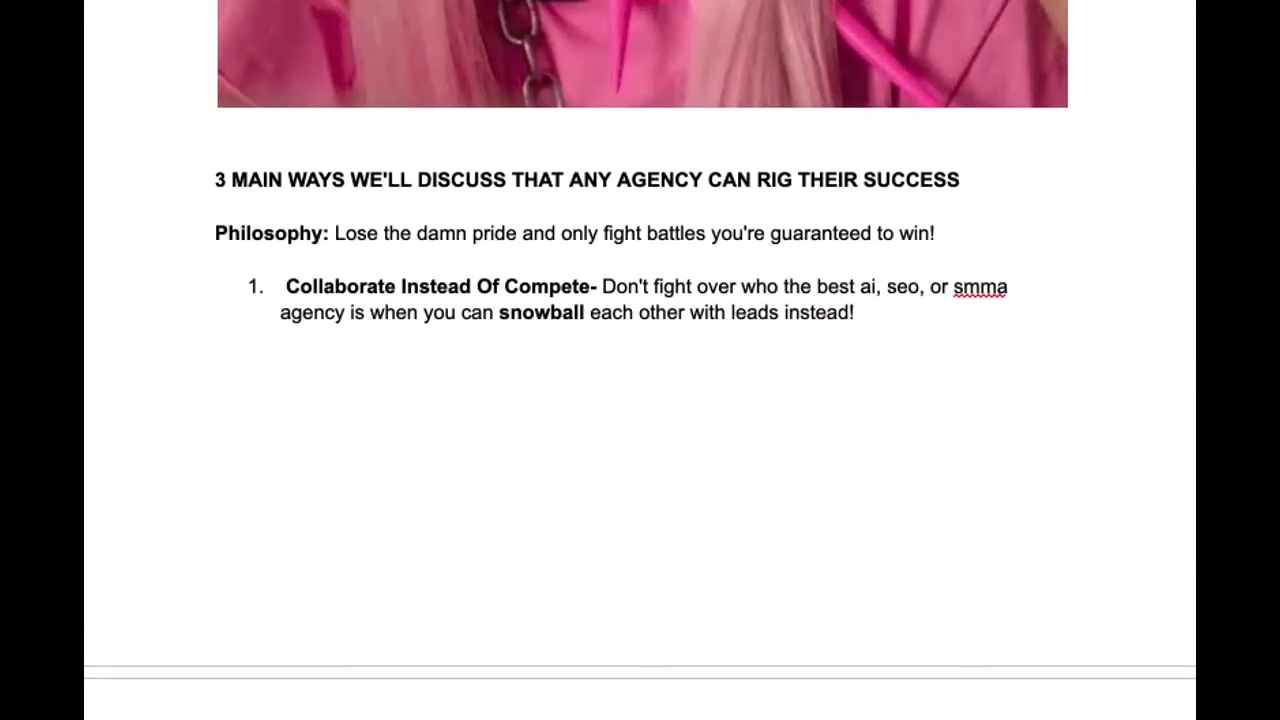 3 MAIN WAYS WE'LL DISCUSS THAT ANY AGENCY CAN RIG THEIR SUCCESS
Philosophy: Lose the damn pride and only fight battles you're guaranteed to win!
1. Collaborate Instead Of Compete- Don't fight over who the best ai, seo, or smma
agency is when you can snowball each other with leads instead!